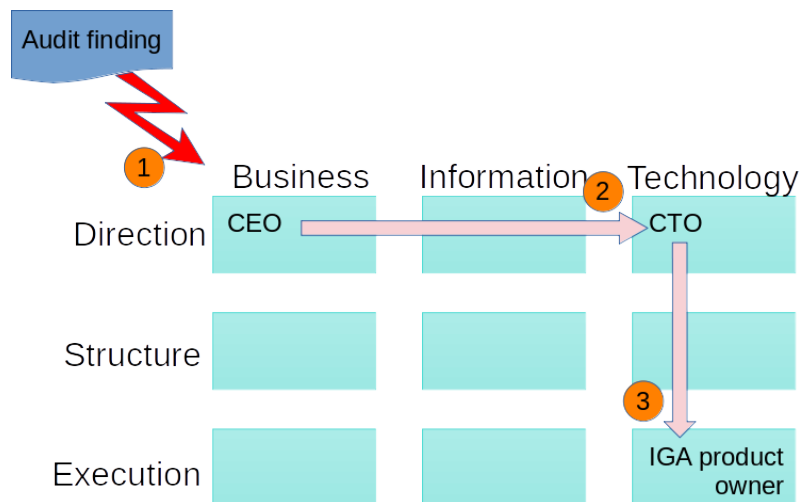 Audit finding
1
Business Information Technology
2
Direction CEO CTO
Structure
3
Execution IGA product
owner